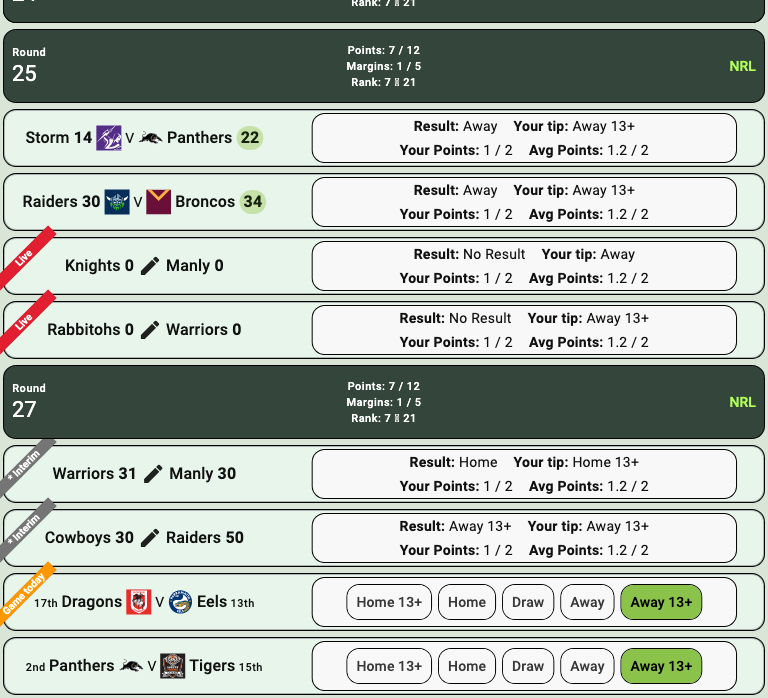 Rank: 7 ▯ 21
Round
25
Points: 7 / 12
Margins: 1 / 5
Rank: 7 ▯ 21
NRL
Storm 14 V Panthers 22
Result: Away Your tip: Away 13+
Your Points: 1 / 2 Avg Points: 1.2 / 2
Raiders 30 V Broncos 34
Result: Away Your tip: Away 13+
Your Points: 1 / 2 Avg Points: 1.2 / 2
Live
Knights 0 Manly 0
Result: No Result Your tip: Away
Your Points: 1 / 2 Avg Points: 1.2 / 2
Live
Rabbitohs 0 Warriors 0
Result: No Result Your tip: Away 13+
Your Points: 1 / 2 Avg Points: 1.2 / 2
Round
27
Points: 7 / 12
Margins: 1 / 5
Rank: 7 ▯ 21
NRL
* Interim
Warriors 31 Manly 30
Result: Home Your tip: Home 13+
Your Points: 1 / 2 Avg Points: 1.2 / 2
* Interim
Cowboys 30 Raiders 50
Result: Away 13+ Your tip: Away 13+
Your Points: 1 / 2 Avg Points: 1.2 / 2
Game today
17th Dragons V Eels 13th
Home 13+ Home Draw Away Away 13+
2nd Panthers V Tigers 15th
Home 13+ Home Draw Away Away 13+